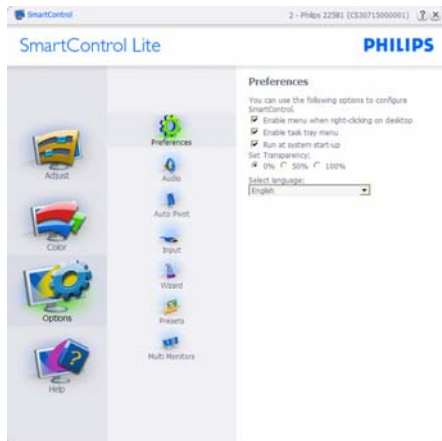 SmartControl
2 - Philips 225B1 (CS30715000001)
? x
SmartControl Lite
PHILIPS
Adjust
Color
Options
Help
Preferences
Audio
Auto Pivot
Input
Wizard
Presets
Multi Monitors
Preferences
You can use the following options to configure
SmartControl.
Enable menu when right-clicking on desktop
Enable task tray menu
Run at system start-up
Set Transparency:
0% 50% 100%
Select language:
English